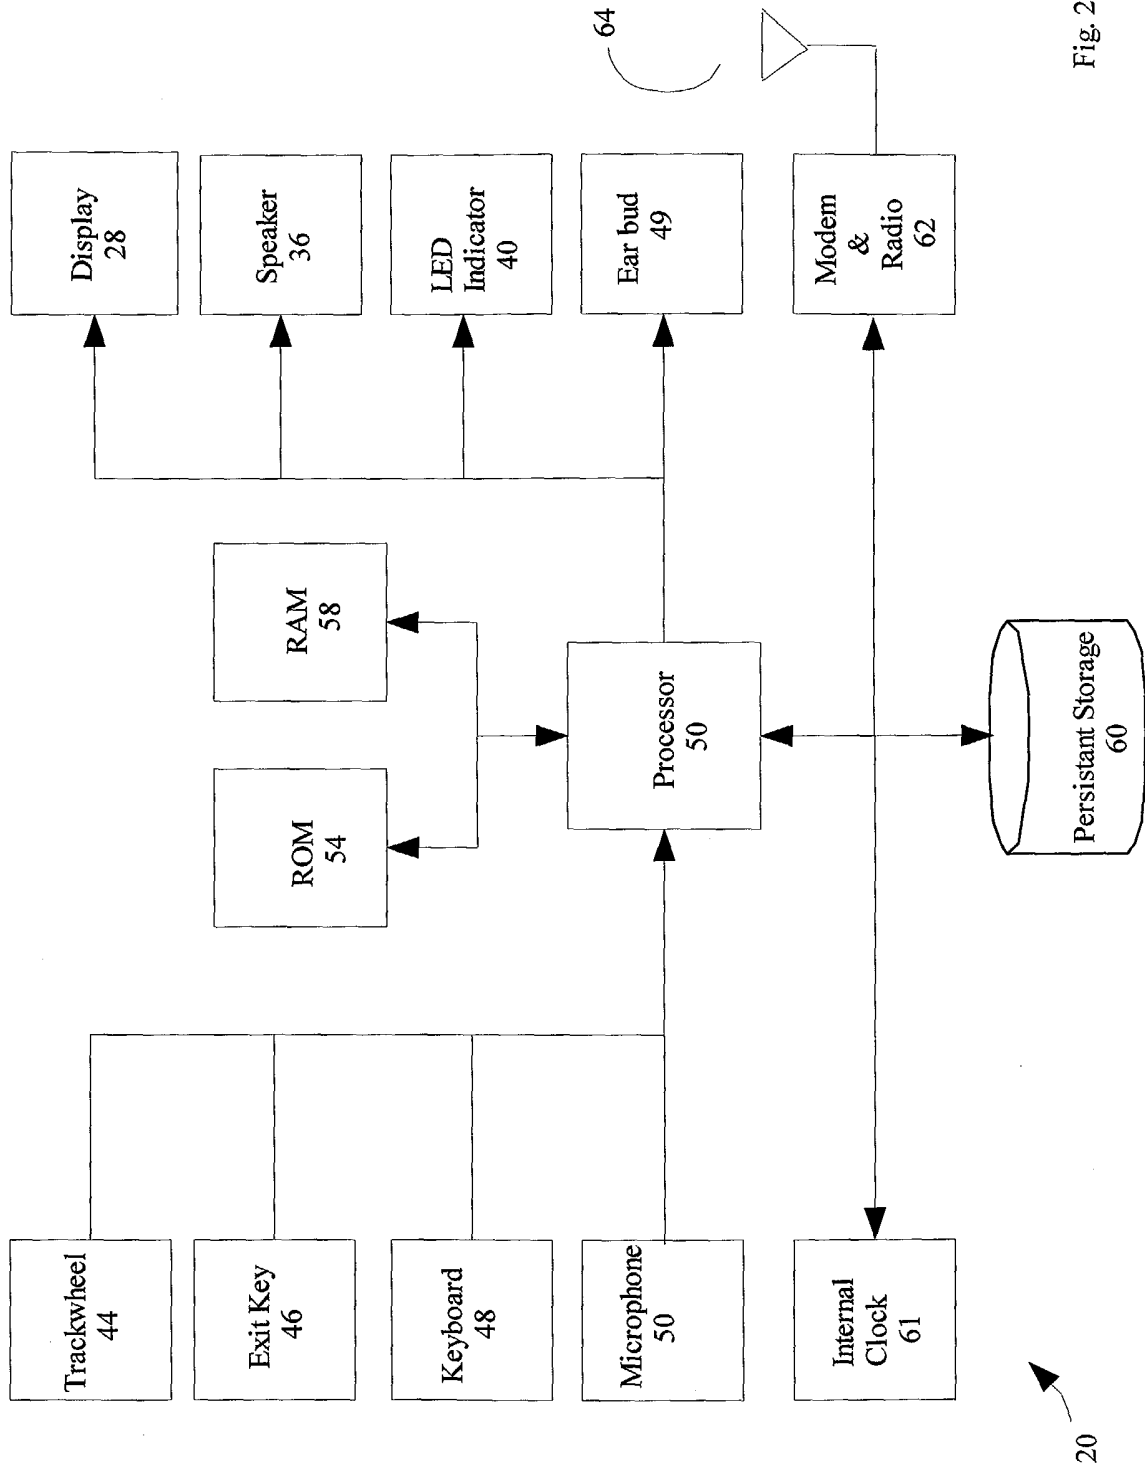 Trackwheel
44
Exit Key
46
Keyboard
48
Microphone
50
Internal
Clock
61
ROM
54
RAM
58
Processor
50
Persistant Storage
60
Display
28
Speaker
36
LED
Indicator
40
Ear bud
49
Modem
&
Radio
62
64
20
Fig. 2